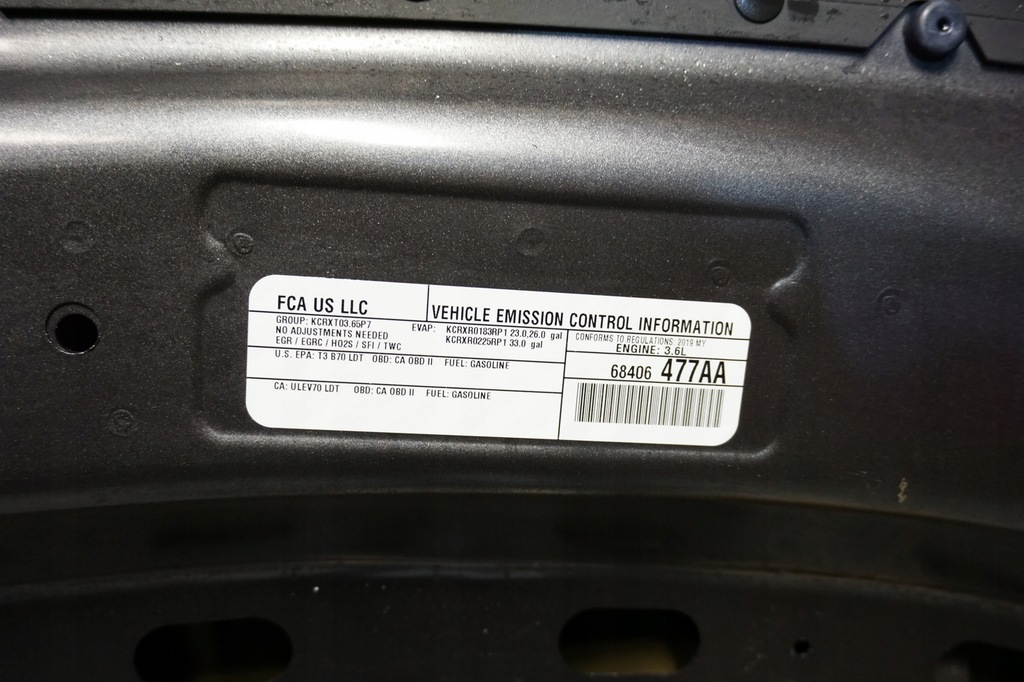 FCA US LLC
VEHICLE EMISSION CONTROL INFORMATION
GROUP: KCRXT03.65P7
NO ADJUSTMENTS NEEDED
EGR / EGRC / HO2S / SFI / TWC
EVAP: KCRXR0183RP1 23.0,26.0 gal
KCRXR0225RP1 33.0 gal
CONFORMS TO REGULATIONS: 2019 MY
ENGINE: 3.6L
U.S. EPA: T3 B70 LDT OBD: CA OBD II FUEL: GASOLINE
68406 477AA
CA: ULEV70 LDT OBD: CA OBD II FUEL: GASOLINE